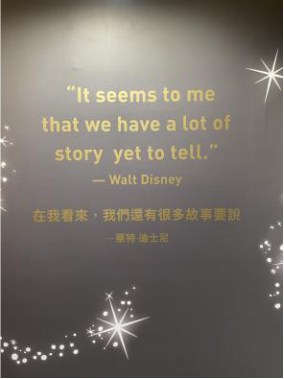 “It seems to me
that we have a lot of
story yet to tell.”
— Walt Disney
在我看來，我們還有很多故事要說
—華特 迪士尼